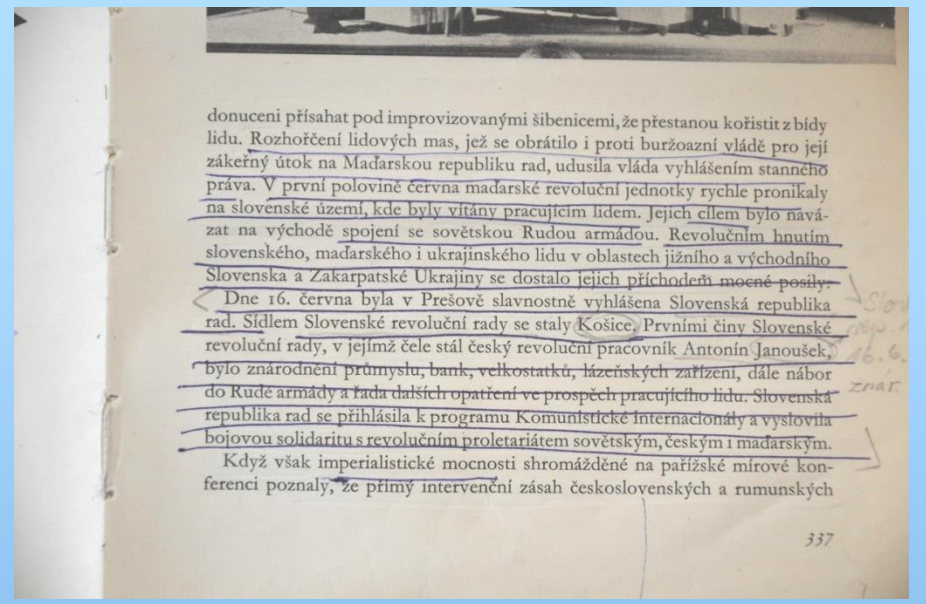 donuceni přísahat pod improvizovanými šibenicemi, že přestanou kořistit z bídy
lidu. Rozhořčení lidových mas, jež se obrátilo i proti buržoazní vládě pro její
zákeřný útok na Maďarskou republiku rad, udusila vláda vyhlášením stanného
práva. V první polovině června maďarské revoluční jednotky rychle pronikaly
na slovenské území, kde byly vítány pracujícím lidem. Jejich cílem bylo navá-
zat na východě spojení se sovětskou Rudou armádou. Revolučním hnutím
slovenského, maďarského i ukrajinského lidu v oblastech jižního a východního
Slovenska a Zakarpatské Ukrajiny se dostalo jejich příchodem mocné posily.
Dne 16. června byla v Prešově slavnostně vyhlášena Slovenská republika
rad. Sídlem Slovenské revoluční rady se staly Košice. Prvními činy Slovenské
revoluční rady, v jejímž čele stál český revoluční pracovník Antonín Janoušek,
bylo znárodnění průmyslu, bank, velkostatků, lázeňských zařízení, dále nábor
do Rudé armády a řada dalších opatření ve prospěch pracujícího lidu. Slovenská
republika rad se přihlásila k programu Komunistické internacionály a vyslovila
bojovou solidaritu s revolučním proletariátem sovětským, českým i maďarským.
Když však imperialistické mocnosti shromážděné na pařížské mírové kon-
ferenci poznaly, že přímý intervenční zásah československých a rumunských
337
Slov
16.6.
znár.